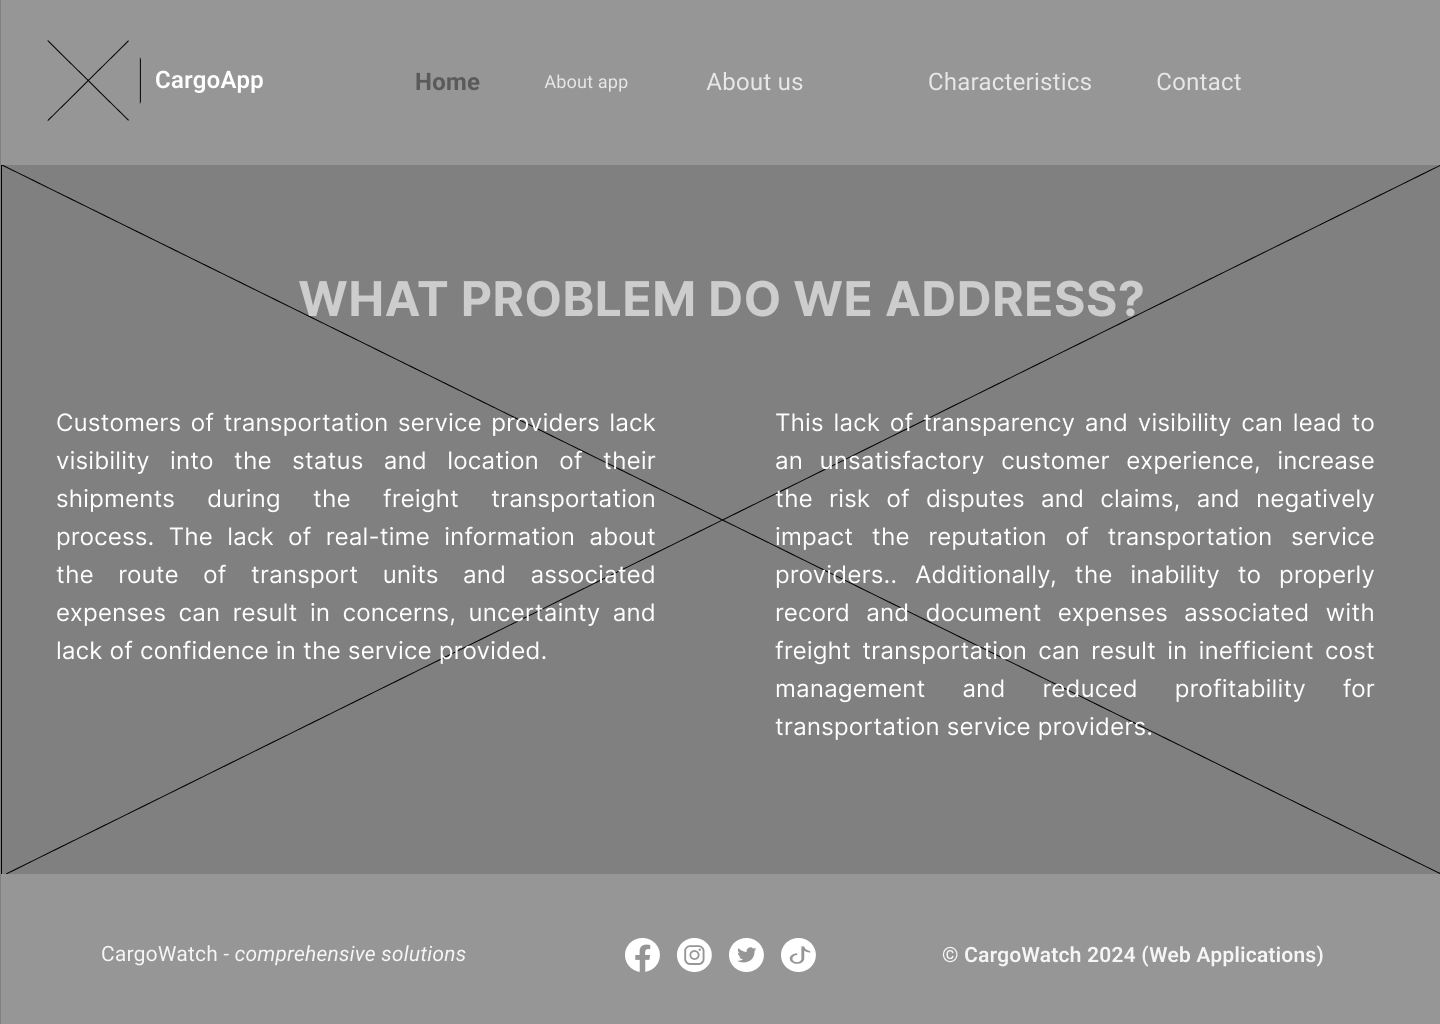 CargoApp
Home
About app
About us
Characteristics
Contact
WHAT PROBLEM DO WE ADDRESS?
Customers of transportation service providers lack
visibility into the status and location of their
shipments during the freight transportation
process. The lack of real-time information about
the route of transport units and associated
expenses can result in concerns, uncertainty and
lack of confidence in the service provided.
This lack of transparency and visibility can lead to
an unsatisfactory customer experience, increase
the risk of disputes and claims, and negatively
impact the reputation of transportation service
providers.. Additionally, the inability to properly
record and document expenses associated with
freight transportation can result in inefficient cost
management and reduced profitability for
transportation service providers.
CargoWatch - comprehensive solutions
© CargoWatch 2024 (Web Applications)